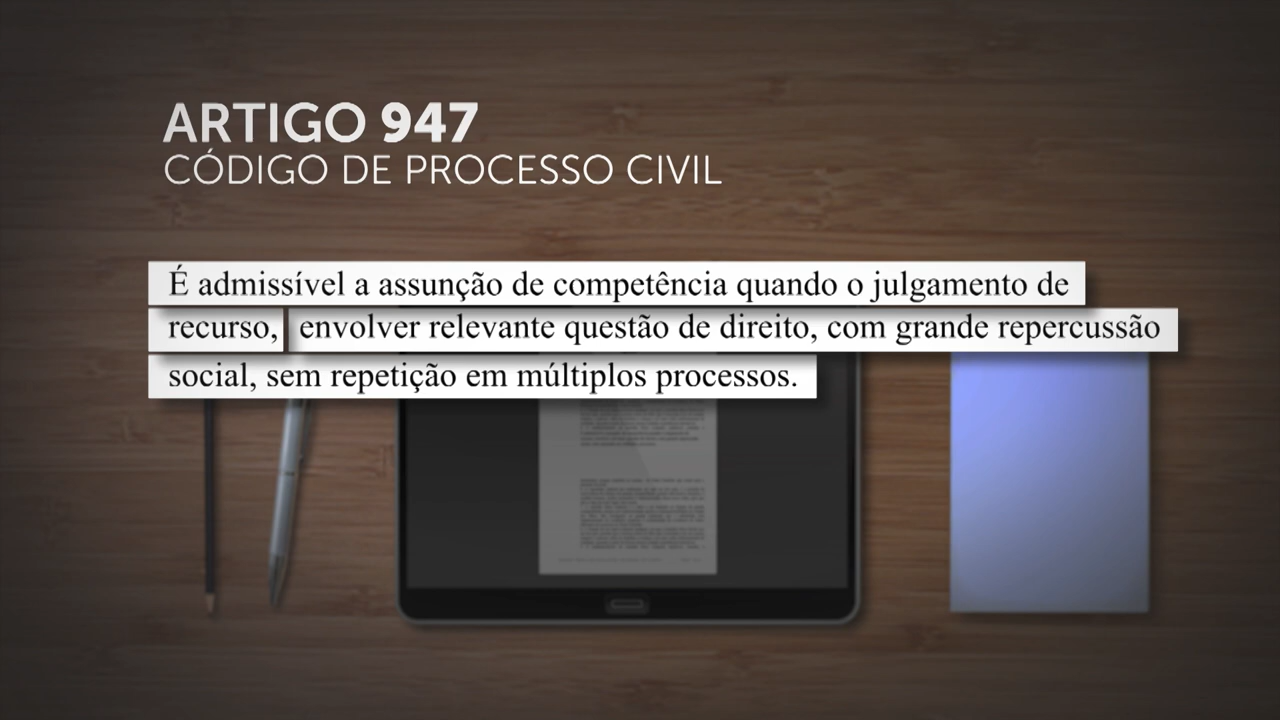 ARTIGO 947
CÓDIGO DE PROCESSO CIVIL
É admissível a assunção de competência quando o julgamento de
recurso, envolver relevante questão de direito, com grande repercussão
social, sem repetição em múltiplos processos.